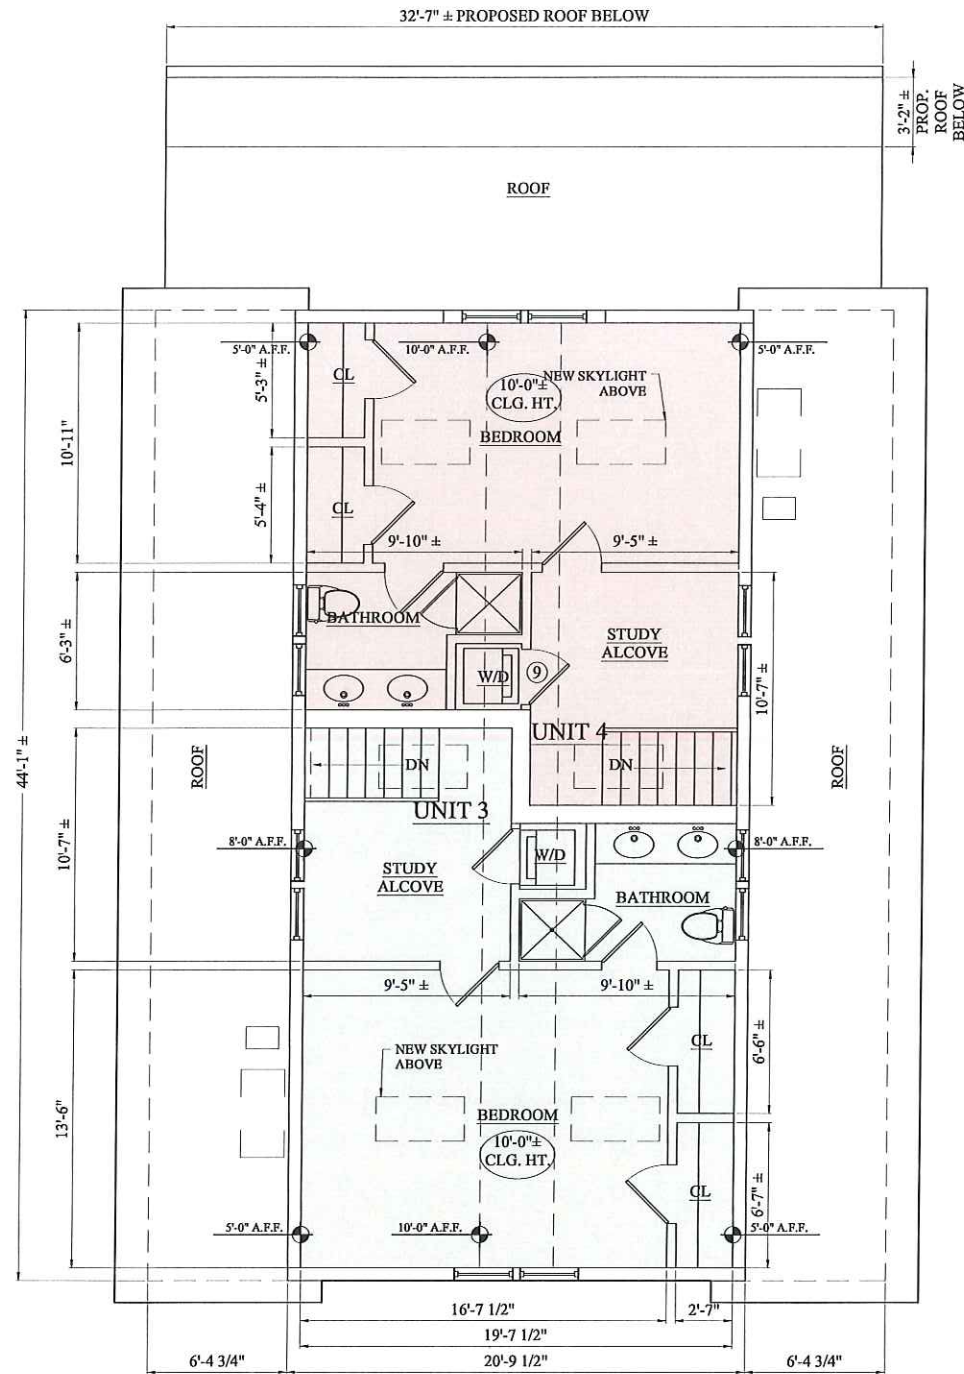 32'-7" ± PROPOSED ROOF BELOW
3'-2" ±
PROP.
ROOF
BELOW
ROOF
5'-0" A.F.F.
10'-0" A.F.F.
5'-0" A.F.F.
CL
10'-0"±
CLG. HT.
NEW SKYLIGHT
ABOVE
BEDROOM
5'-3" ±
10'-11"
5'-4" ±
CL
9'-10" ±
9'-5" ±
BATHROOM
STUDY
ALCOVE
6'-3" ±
W/D
9
10'-7" ±
UNIT 4
DN
DN
44'-1" ±
ROOF
ROOF
UNIT 3
10'-7" ±
8'-0" A.F.F.
8'-0" A.F.F.
W/D
STUDY
ALCOVE
BATHROOM
9'-5" ±
9'-10" ±
NEW SKYLIGHT
ABOVE
CL
6'-6" ±
13'-6"
BEDROOM
10'-0"±
CLG. HT.
CL
6'-7" ±
5'-0" A.F.F.
10'-0" A.F.F.
5'-0" A.F.F.
16'-7 1/2"
2'-7"
19'-7 1/2"
6'-4 3/4"
20'-9 1/2"
6'-4 3/4"